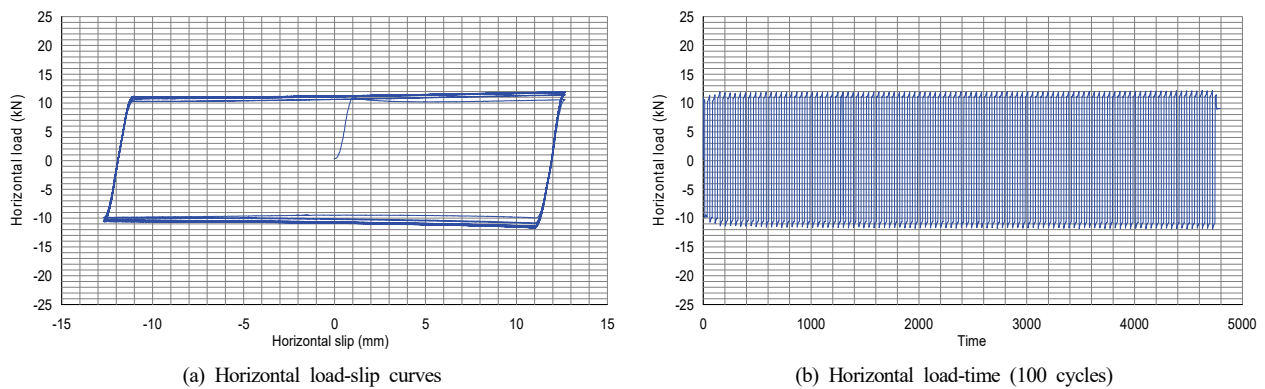 25
20
15
10
5
0
-5
-10
-15
-20
-25
Horizontal load (kN)
-15 -10 -5 0 5 10 15
Horizontal slip (mm)
(a) Horizontal load-slip curves
25
20
15
10
5
0
-5
-10
-15
-20
-25
Horizontal load (kN)
0 1000 2000 3000 4000 5000
Time
(b) Horizontal load-time (100 cycles)